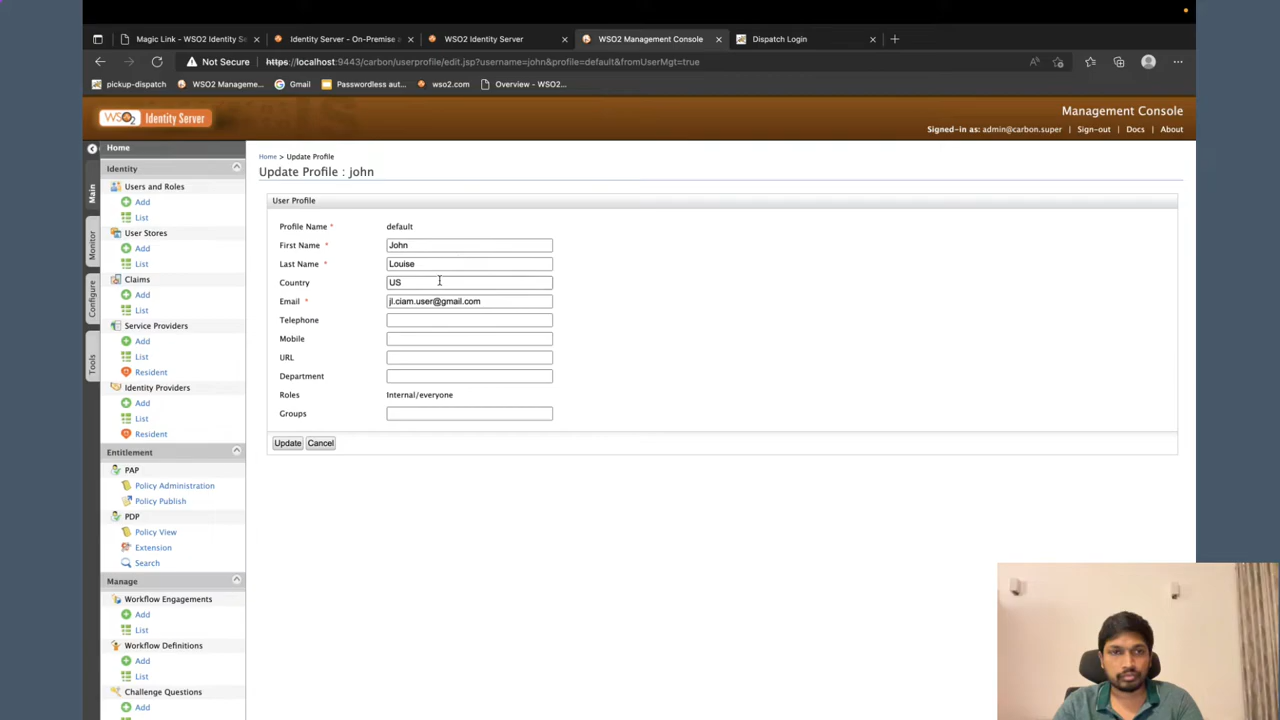 Magic Link - WSO2 Identity Se
Identity Server - On-Premise a
WSO2 Identity Server
WSO2 Management Console
Dispatch Login
Not Secure
https://localhost:9443/carbon/userprofile/edit.jsp?username=john&profile=default&fromUserMgt=true
pickup-dispatch
WSO2 Manageme...
Gmail
Passwordless aut...
wso2.com
Overview - WSO2...
WSO2 Identity Server
Management Console
Signed-in as: admin@carbon.super | Sign-out | Docs | About
Main
Monitor
Configure
Tools
Home
Identity
Users and Roles
Add
List
User Stores
Add
List
Claims
Add
List
Service Providers
Add
List
Resident
Identity Providers
Add
List
Resident
Entitlement
PAP
Policy Administration
Policy Publish
PDP
Policy View
Extension
Search
Manage
Workflow Engagements
Add
List
Workflow Definitions
Add
List
Challenge Questions
Add
Home > Update Profile
Update Profile : john
User Profile
Profile Name * default
First Name * John
Last Name * Louise
Country US
Email * jl.ciam.user@gmail.com
Telephone
Mobile
URL
Department
Roles Internal/everyone
Groups
Update Cancel